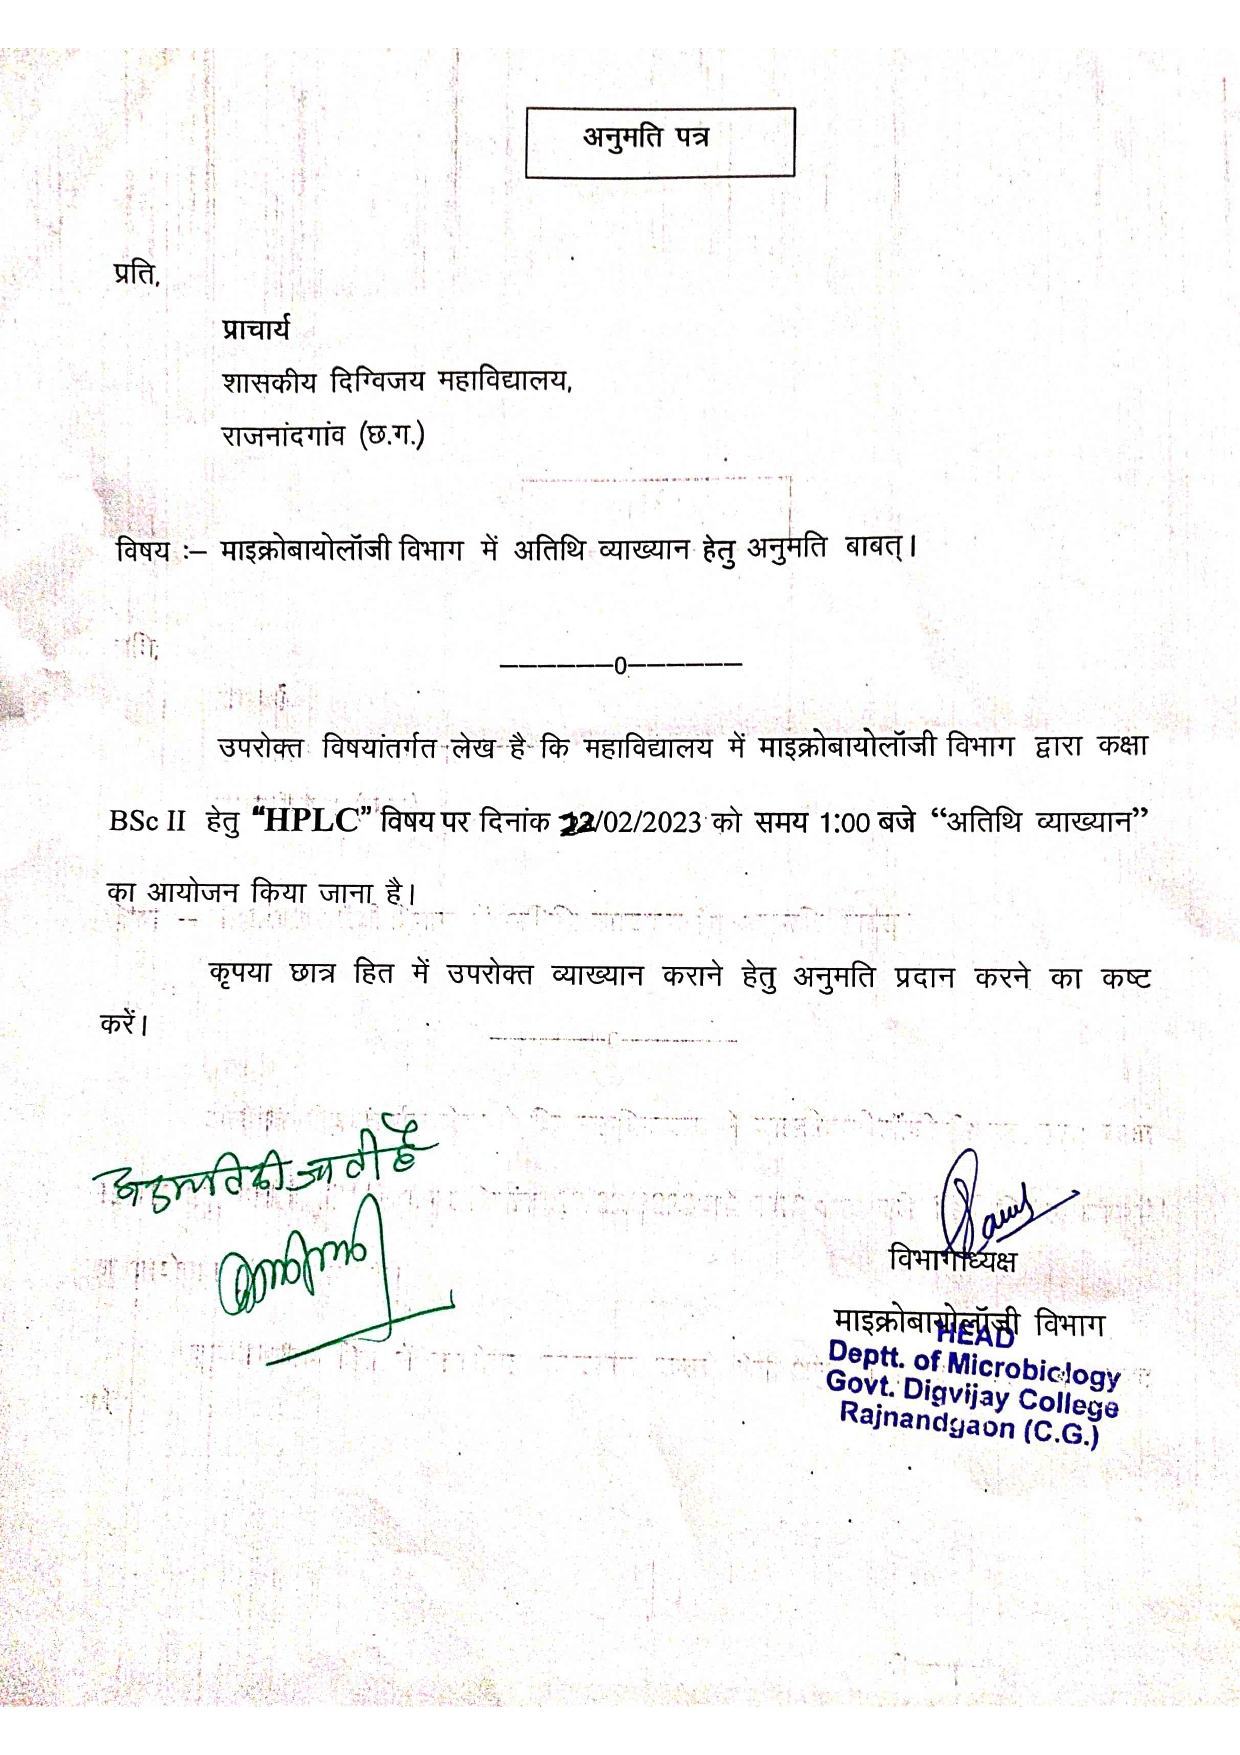 अनुमति पत्र
प्रति,
प्राचार्य
शासकीय दिग्विजय महाविद्यालय,
राजनांदगांव (छ.ग.)
विषय :– माइक्रोबायोलॉजी विभाग में अतिथि व्याख्यान हेतु अनुमति बाबत्।
––––––0––––––
उपरोक्त विषयांतर्गत लेख है कि महाविद्यालय में माइक्रोबायोलॉजी विभाग द्वारा कक्षा
BSc II हेतु “HPLC” विषय पर दिनांक 22/02/2023 को समय 1:00 बजे “अतिथि व्याख्यान”
का आयोजन किया जाना है।
कृपया छात्र हित में उपरोक्त व्याख्यान कराने हेतु अनुमति प्रदान करने का कष्ट
करें।
अनुमति दी जाती है
विभागाध्यक्ष
माइक्रोबायोलॉजी विभाग
HEAD
Deptt. of Microbiology
Govt. Digvijay College
Rajnandgaon (C.G.)